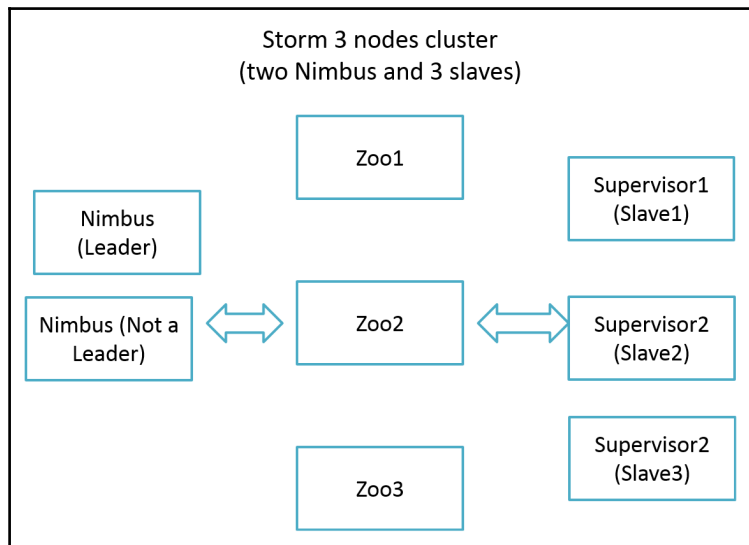 Storm 3 nodes cluster
(two Nimbus and 3 slaves)
Zoo1
Supervisor1
(Slave1)
Nimbus
(Leader)
Nimbus (Not a
Leader)
Zoo2
Supervisor2
(Slave2)
Supervisor2
(Slave3)
Zoo3